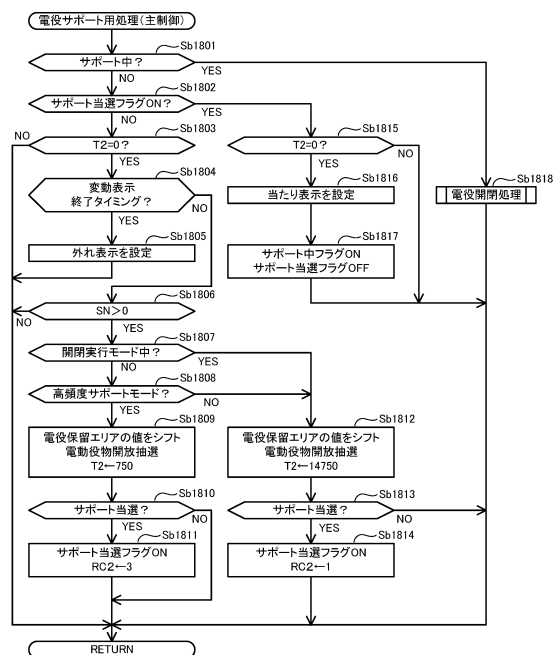 電役サポート用処理(主制御)
Sb1801
サポート中?
NO
YES
Sb1802
サポート当選フラグON?
NO
YES
Sb1803
T2=0?
NO
YES
Sb1804
変動表示
終了タイミング?
NO
YES
Sb1805
外れ表示を設定
Sb1815
T2=0?
NO
YES
Sb1816
当たり表示を設定
Sb1817
サポート中フラグON
サポート当選フラグOFF
Sb1818
電役開閉処理
Sb1806
SN>0
NO
YES
Sb1807
開閉実行モード中?
YES
NO
Sb1808
高頻度サポートモード?
NO
YES
Sb1809
電役保留エリアの値をシフト
電動役物開放抽選
T2←750
Sb1810
サポート当選?
NO
YES
Sb1811
サポート当選フラグON
RC2←3
Sb1812
電役保留エリアの値をシフト
電動役物開放抽選
T2←14750
Sb1813
サポート当選?
NO
YES
Sb1814
サポート当選フラグON
RC2←1
RETURN